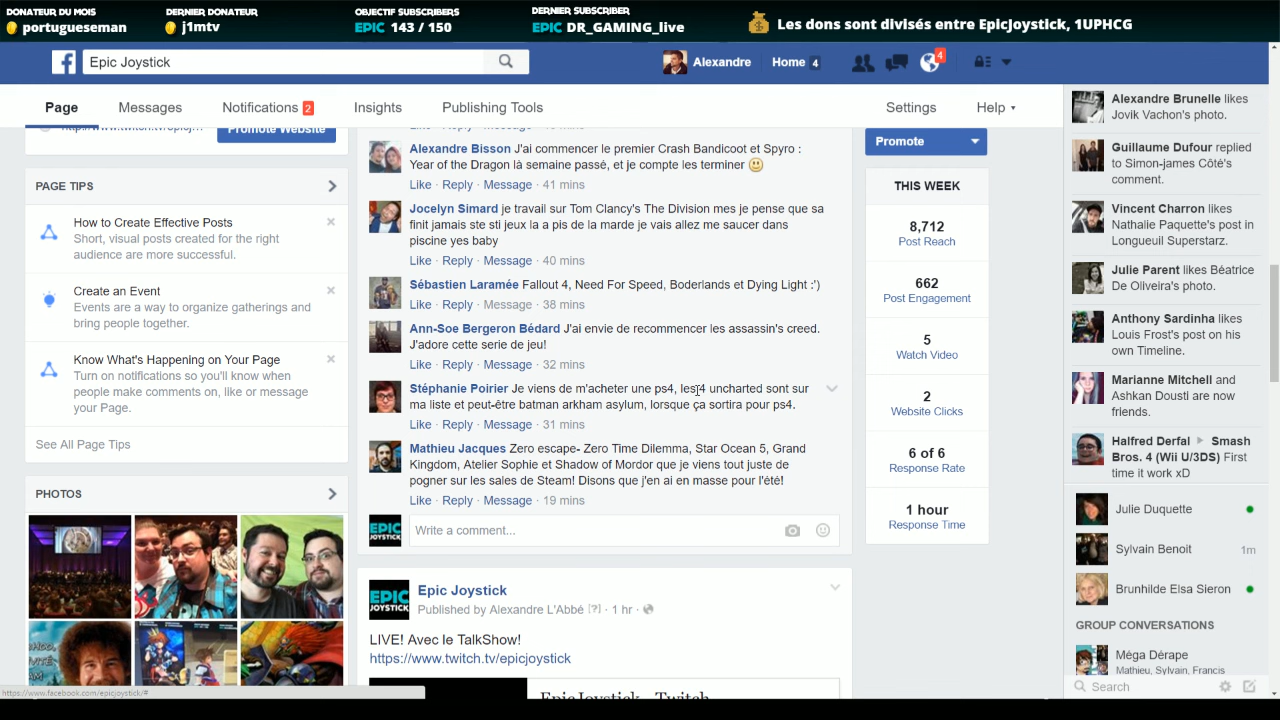 DONATEUR DU MOIS
portugueseman
DERNIER DONATEUR
j1mtv
OBJECTIF SUBSCRIBERS
EPIC 143 / 150
DERNIER SUBSCRIBER
EPIC DR_GAMING_live
Les dons sont divisés entre EpicJoystick, 1UPHCG
Epic Joystick
Alexandre
Home 4
4
Page
Messages
Notifications 2
Insights
Publishing Tools
Settings
Help
http://www.twitch.tv/epicj...
Promote Website
PAGE TIPS
How to Create Effective Posts
Short, visual posts created for the right
audience are more successful.
Create an Event
Events are a way to organize gatherings and
bring people together.
Know What's Happening on Your Page
Turn on notifications so you'll know when
people make comments on, like or message
your Page.
See All Page Tips
PHOTOS
Alexandre Bisson J'ai commencer le premier Crash Bandicoot et Spyro :
Year of the Dragon là semaine passé, et je compte les terminer
Like · Reply · Message · 41 mins
Jocelyn Simard je travail sur Tom Clancy's The Division mes je pense que sa
finit jamais ste sti jeux la a pis de la marde je vais allez me saucer dans
piscine yes baby
Like · Reply · Message · 40 mins
Sébastien Laramée Fallout 4, Need For Speed, Boderlands et Dying Light :')
Like · Reply · Message · 38 mins
Ann-Soe Bergeron Bédard J'ai envie de recommencer les assassin's creed.
J'adore cette serie de jeu!
Like · Reply · Message · 32 mins
Stéphanie Poirier Je viens de m'acheter une ps4, les 4 uncharted sont sur
ma liste et peut-être batman arkham asylum, lorsque ça sortira pour ps4.
Like · Reply · Message · 31 mins
Mathieu Jacques Zero escape- Zero Time Dilemma, Star Ocean 5, Grand
Kingdom, Atelier Sophie et Shadow of Mordor que je viens tout juste de
pogner sur les sales de Steam! Disons que j'en ai en masse pour l'été!
Like · Reply · Message · 19 mins
Write a comment...
Epic Joystick
Published by Alexandre L'Abbé [?] · 1 hr ·
LIVE! Avec le TalkShow!
https://www.twitch.tv/epicjoystick
EPIC
JOYSTICK
EpicJoystick - Twitch
Promote
THIS WEEK
8,712
Post Reach
662
Post Engagement
5
Watch Video
2
Website Clicks
6 of 6
Response Rate
1 hour
Response Time
Alexandre Brunelle likes
Jovik Vachon's photo.
Guillaume Dufour replied
to Simon-james Côté's
comment.
Vincent Charron likes
Nathalie Paquette's post in
Longueuil Superstarz.
Julie Parent likes Béatrice
De Oliveira's photo.
Anthony Sardinha likes
Louis Frost's post on his
own Timeline.
Marianne Mitchell and
Ashkan Dousti are now
friends.
Halfred Derfal Smash
Bros. 4 (Wii U/3DS) First
time it work xD
Julie Duquette
Sylvain Benoit 1m
Brunhilde Elsa Sieron
GROUP CONVERSATIONS
Méga Dérape
Mathieu, Sylvain, Francis
Search
https://www.facebook.com/epicjoystick/#